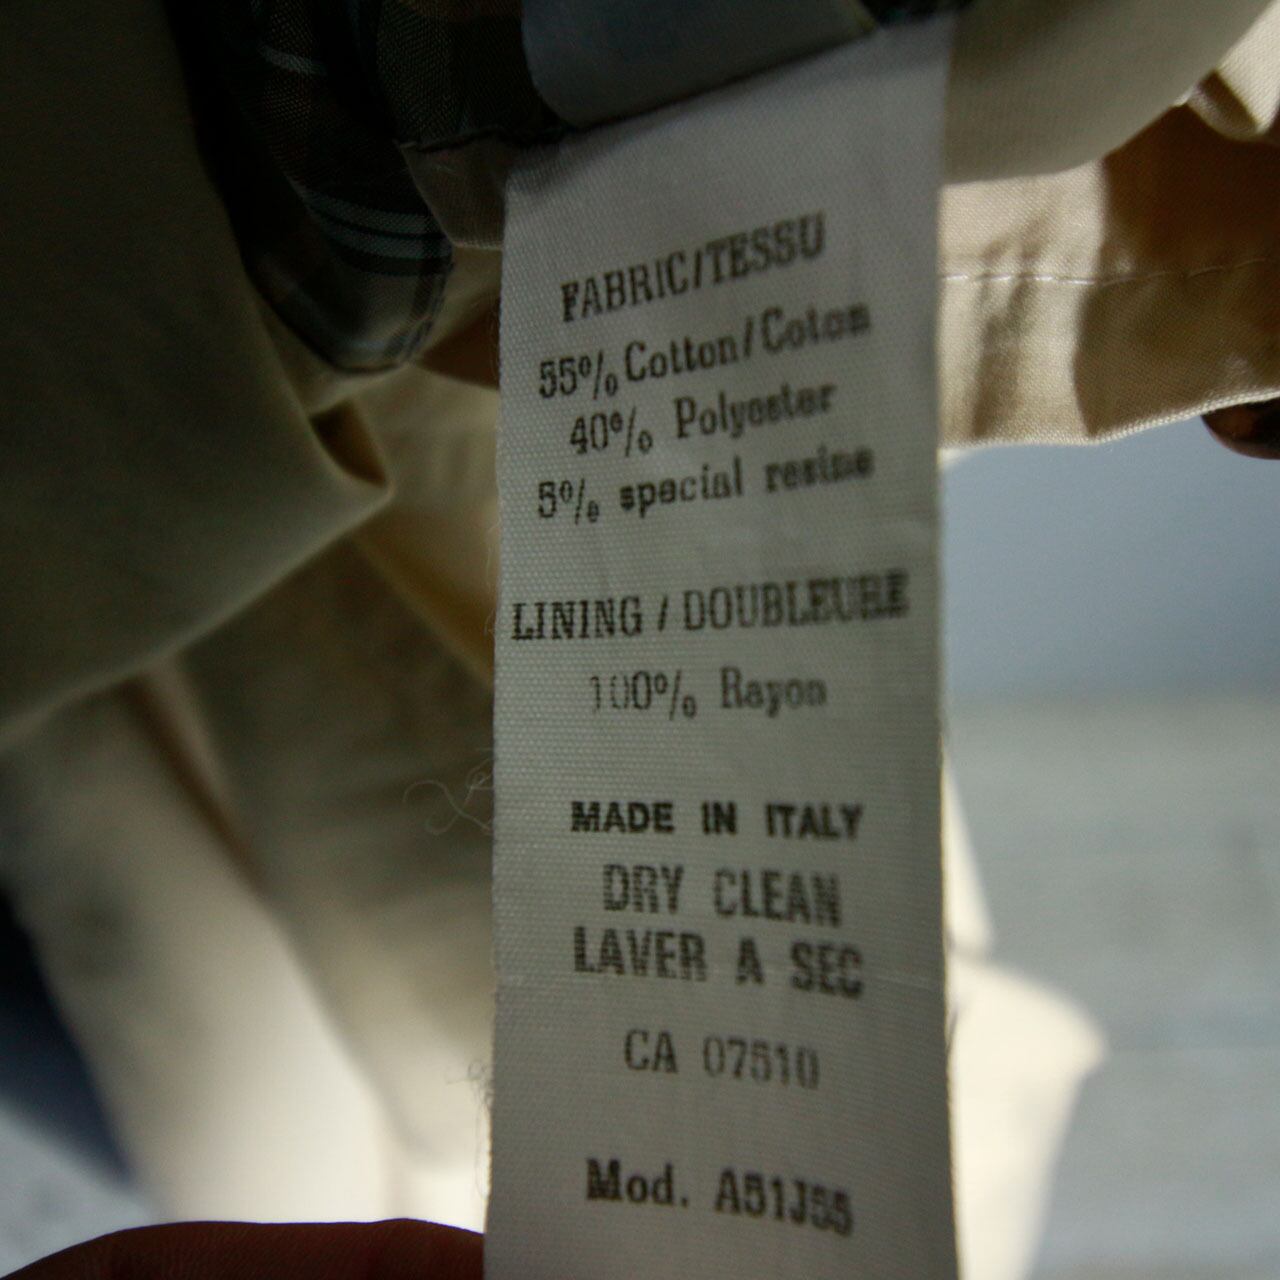 FABRIC/TESSU
55% Cotton/Coton
40% Polyester
5% special resine
LINING / DOUBLEURE
100% Rayon
MADE IN ITALY
DRY CLEAN
LAVER A SEC
CA 07510
Mod. A51J55